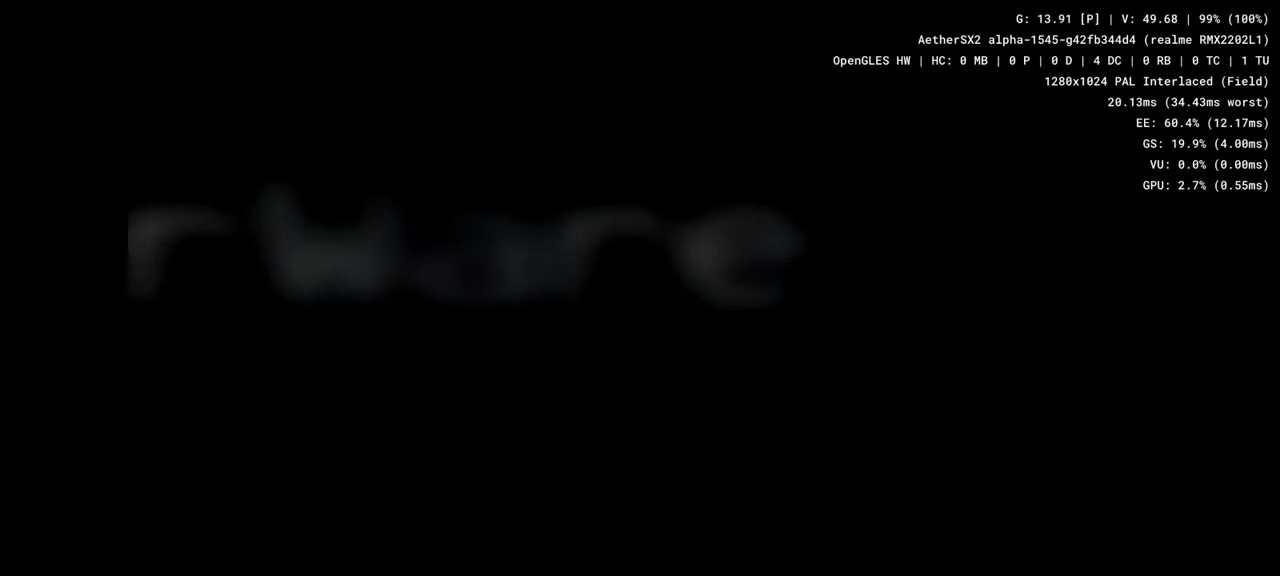 G: 13.91 [P] | V: 49.68 | 99% (100%)
AetherSX2 alpha-1545-g42fb344d4 (realme RMX2202L1)
OpenGLES HW | HC: 0 MB | 0 P | 0 D | 4 DC | 0 RB | 0 TC | 1 TU
1280x1024 PAL Interlaced (Field)
20.13ms (34.43ms worst)
EE: 60.4% (12.17ms)
GS: 19.9% (4.00ms)
VU: 0.0% (0.00ms)
GPU: 2.7% (0.55ms)
rware